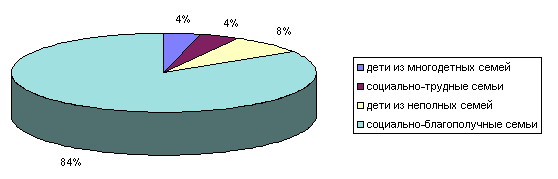 4%
4%
8%
84%
дети из многодетных семей
социально-трудные семьи
дети из неполных семей
социально-благополучные семьи